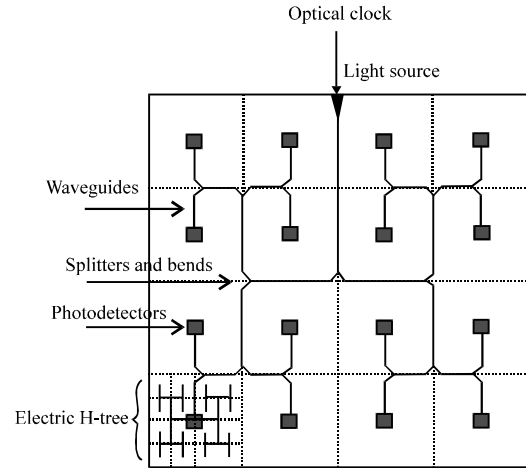 Optical clock
Light source
Waveguides
Splitters and bends
Photodetectors
Electric H-tree